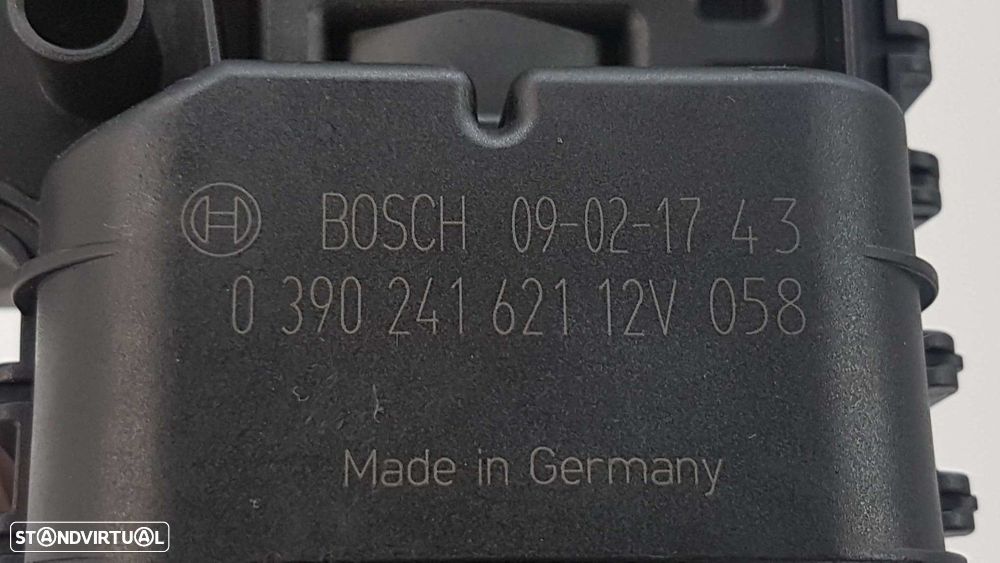 BOSCH 09-02-17 43
0 390 241 621 12V 058
Made in Germany
STANDVIRTUAL